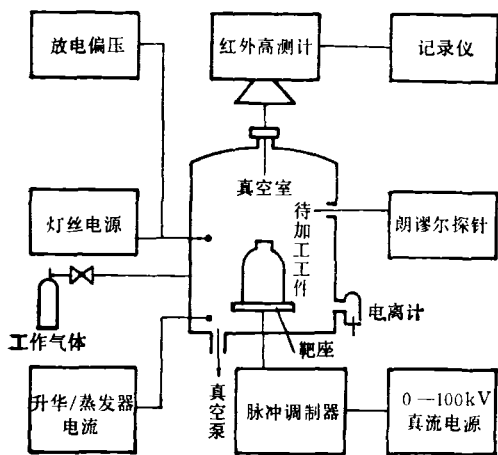 放电偏压
红外高测计
记录仪
真空室
待加工工件
灯丝电源
朗谬尔探针
工作气体
电离计
靶座
升华/蒸发器
电流
真空泵
脉冲调制器
0—100kV
真流电源